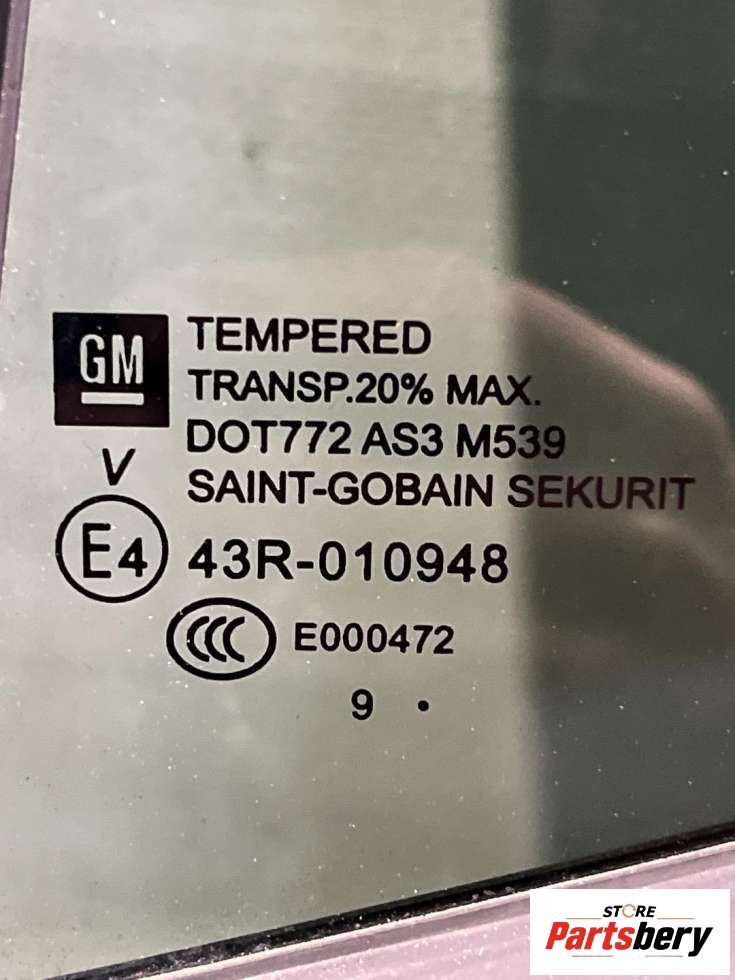 GM
TEMPERED
TRANSP.20% MAX.
DOT772 AS3 M539
SAINT-GOBAIN SEKURIT
V
E4 43R-010948
CCC E000472
9 .
STORE
Partsbery